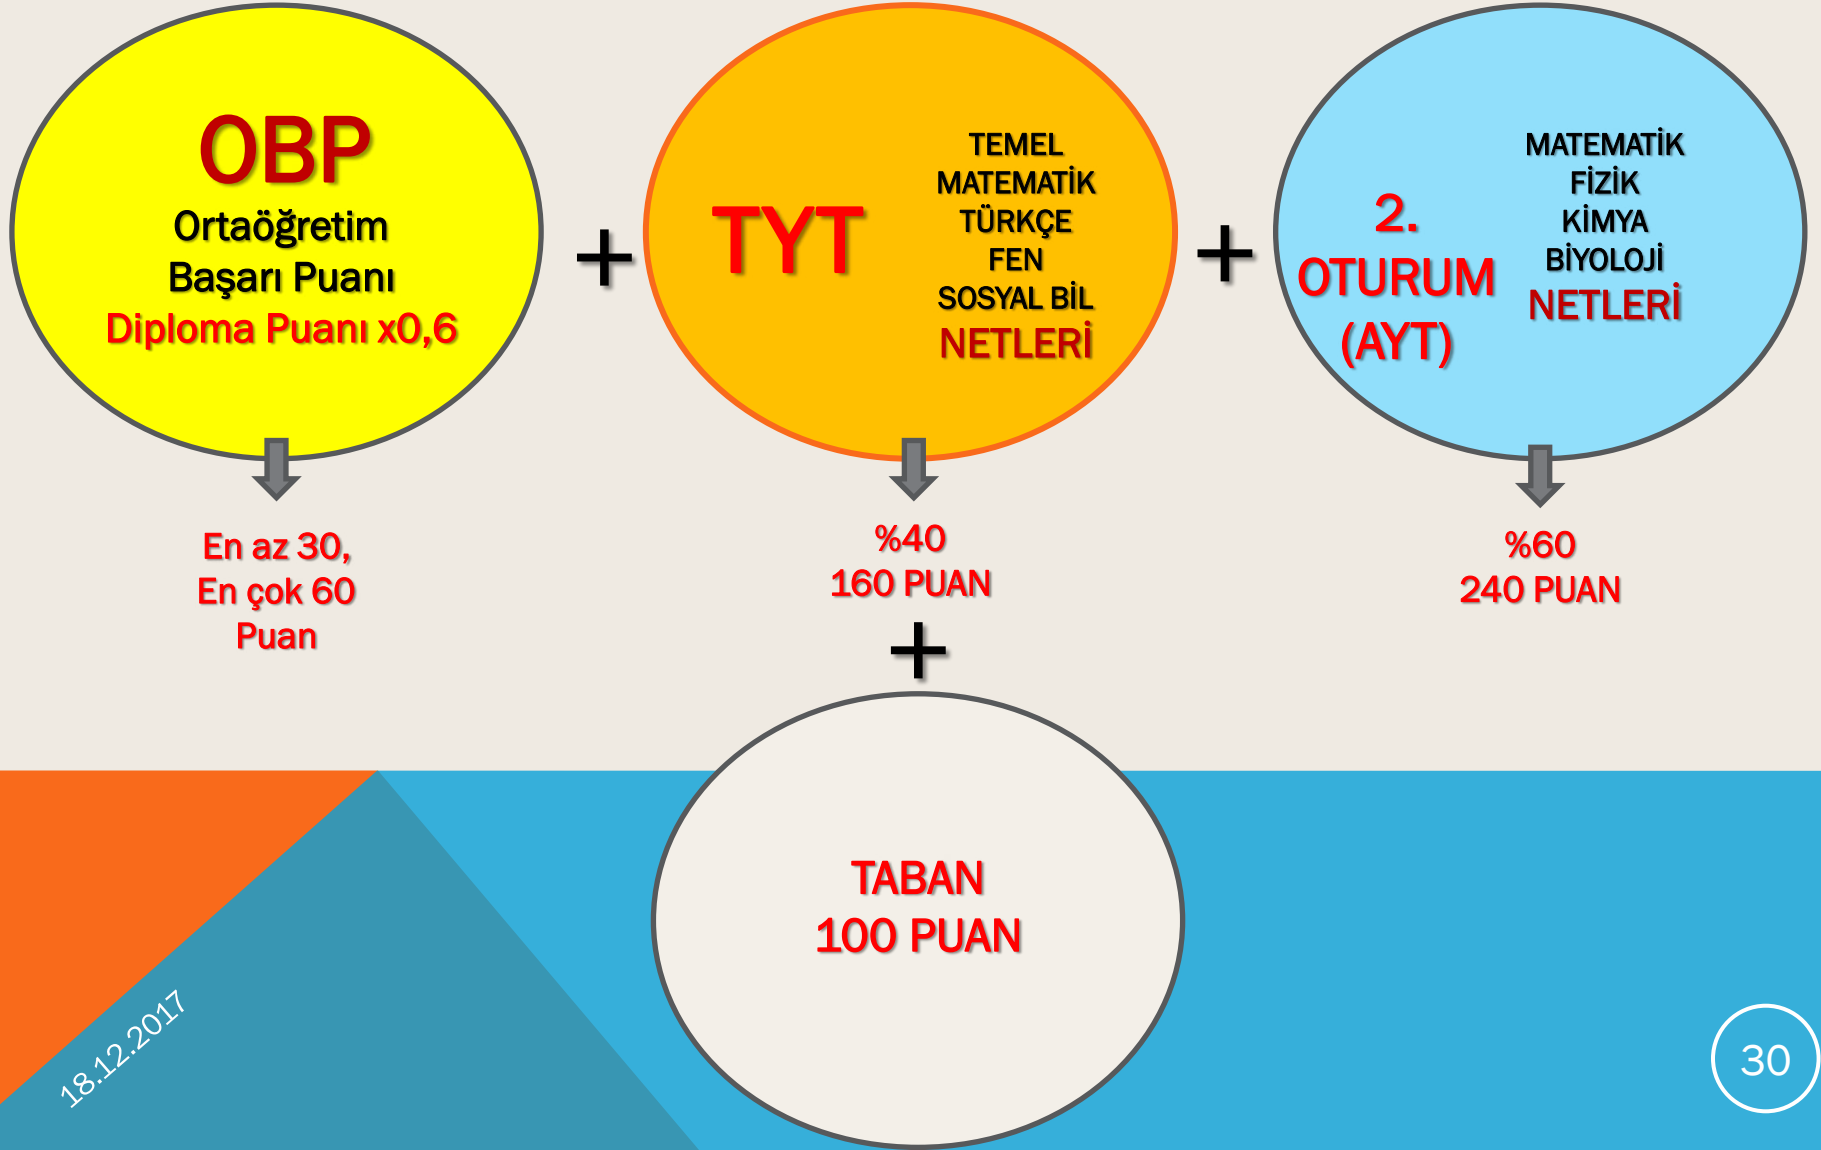 OBP
Ortaöğretim
Başarı Puanı
Diploma Puanı x0,6
+
TYT
TEMEL
MATEMATİK
TÜRKÇE
FEN
SOSYAL BİL
NETLERİ
+
2.
OTURUM
(AYT)
MATEMATİK
FİZİK
KİMYA
BİYOLOJİ
NETLERİ
En az 30,
En çok 60
Puan
%40
160 PUAN
%60
240 PUAN
+
TABAN
100 PUAN
18.12.2017
30